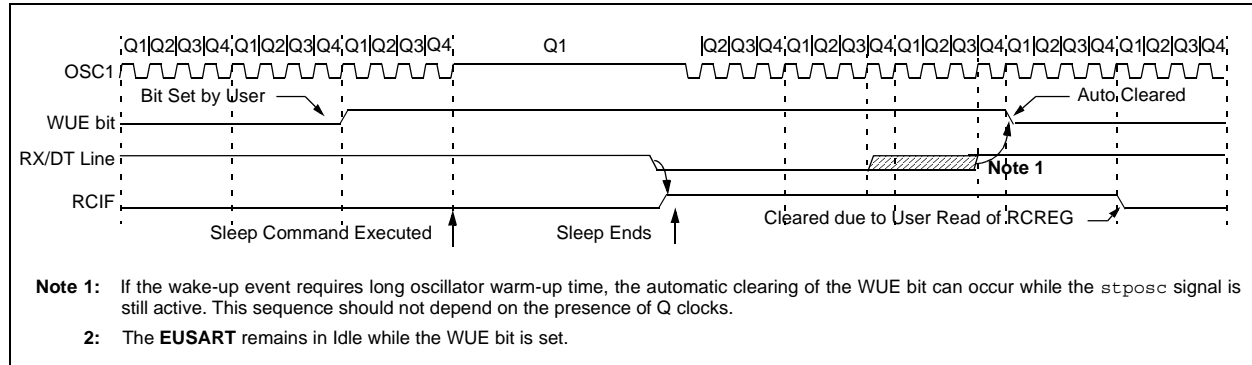 Q1|Q2|Q3|Q4|Q1|Q2|Q3|Q4|Q1|Q2|Q3|Q4 Q1 Q2|Q3|Q4|Q1|Q2|Q3|Q4|Q1|Q2|Q3|Q4|Q1|Q2|Q3|Q4|Q1|Q2|Q3|Q4
OSC1
Bit Set by User Auto Cleared
WUE bit
RX/DT Line
Note 1
RCIF
Cleared due to User Read of RCREG
Sleep Command Executed Sleep Ends
Note 1: If the wake-up event requires long oscillator warm-up time, the automatic clearing of the WUE bit can occur while the stposc signal is
still active. This sequence should not depend on the presence of Q clocks.
2: The EUSART remains in Idle while the WUE bit is set.